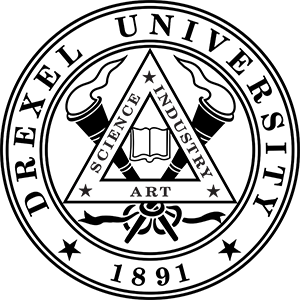 DREXEL UNIVERSITY
SCIENCE
INDUSTRY
ART
1891